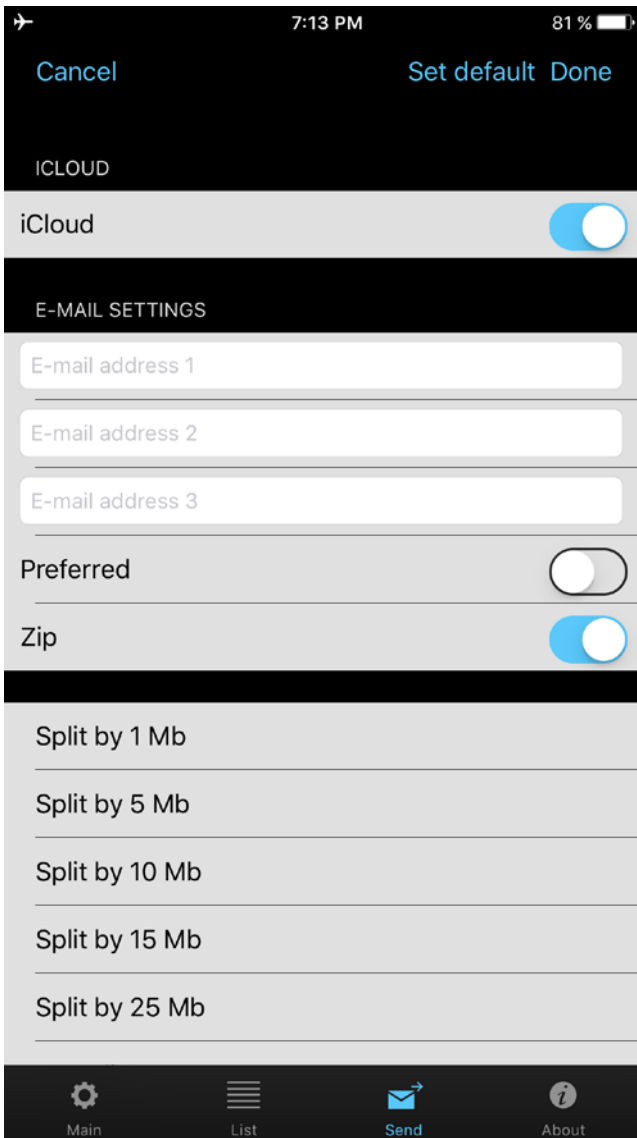 7:13 PM 81 %
Cancel Set default Done
ICLOUD
iCloud
E-MAIL SETTINGS
E-mail address 1
E-mail address 2
E-mail address 3
Preferred
Zip
Split by 1 Mb
Split by 5 Mb
Split by 10 Mb
Split by 15 Mb
Split by 25 Mb
Main List Send About